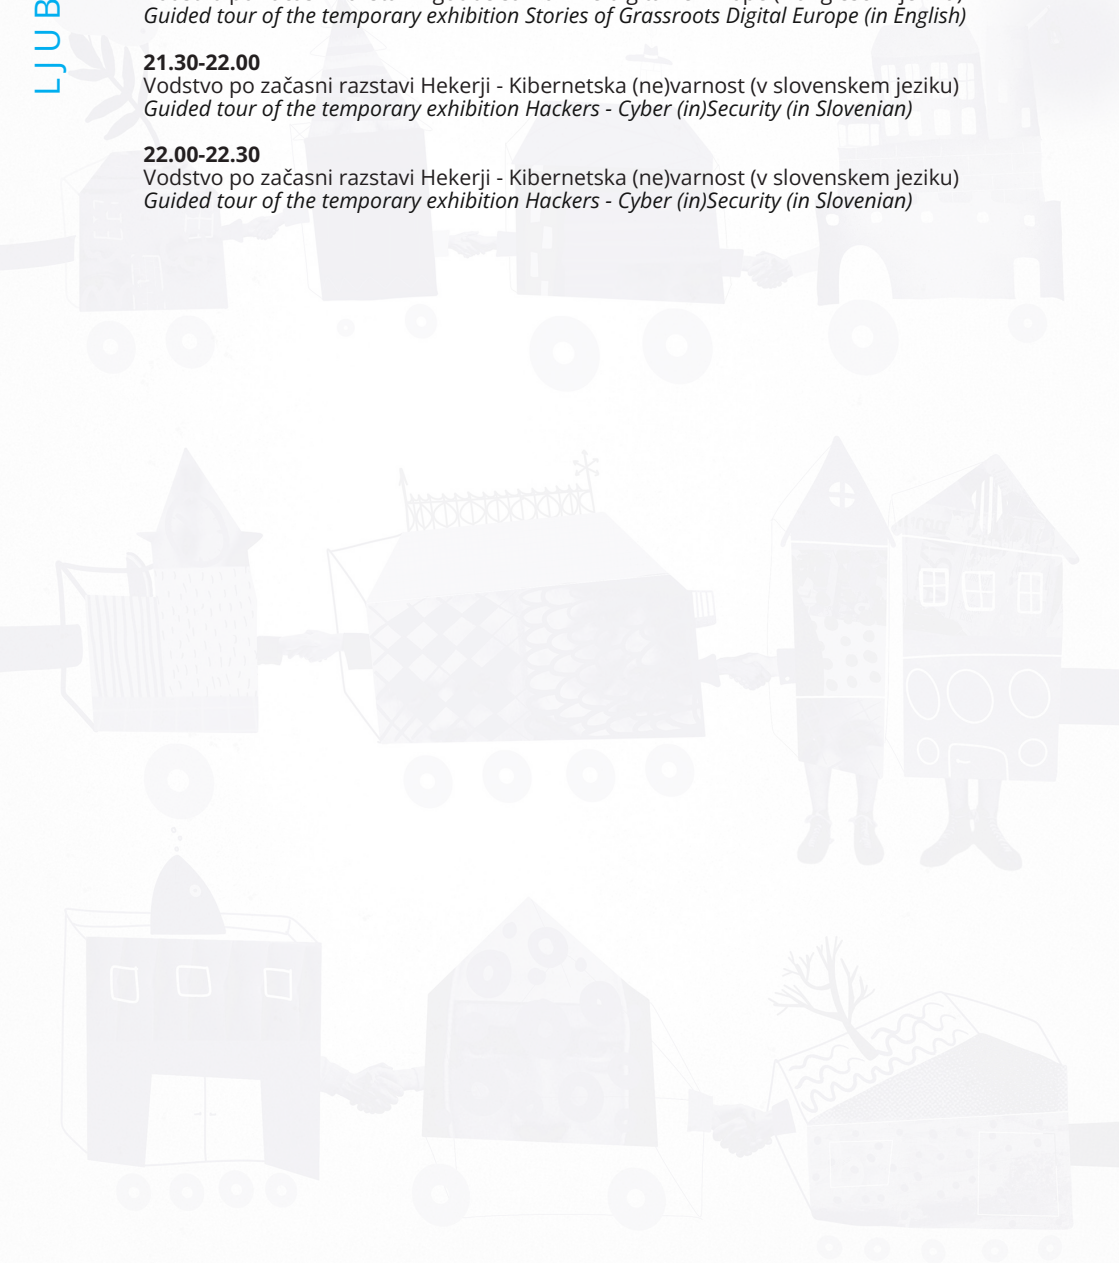 Guided tour of the temporary exhibition Stories of Grassroots Digital Europe (in English)
21.30-22.00
Vodstvo po začasni razstavi Hekerji - Kibernetska (ne)varnost (v slovenskem jeziku)
Guided tour of the temporary exhibition Hackers - Cyber (in)Security (in Slovenian)
22.00-22.30
Vodstvo po začasni razstavi Hekerji - Kibernetska (ne)varnost (v slovenskem jeziku)
Guided tour of the temporary exhibition Hackers - Cyber (in)Security (in Slovenian)
LJUB